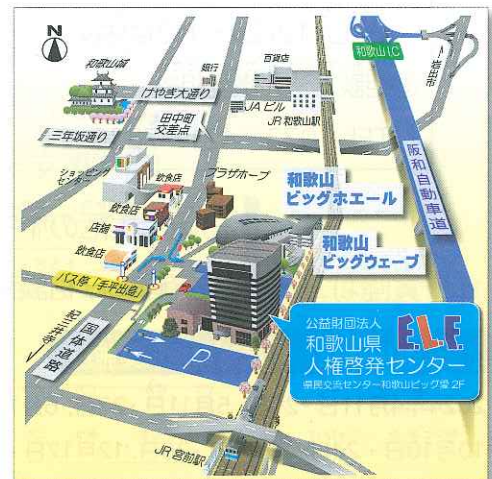 N
和歌山IC
岩出市
和歌山城
銀行
百貨店
けやき大通り
JAビル
三年坂通り
田中町
交差点
JR和歌山駅
阪和自動車道
ショッピング
センター
飲食店
プラザホープ
和歌山
ビッグホエール
飲食店
店舗
和歌山
ビッグウェーブ
飲食店
バス停「手平出島」
紀三井寺
国体道路
P
公益財団法人
和歌山県 E.L.F.
人権啓発センター
県民交流センター和歌山ビッグ愛 2F
JR宮前駅